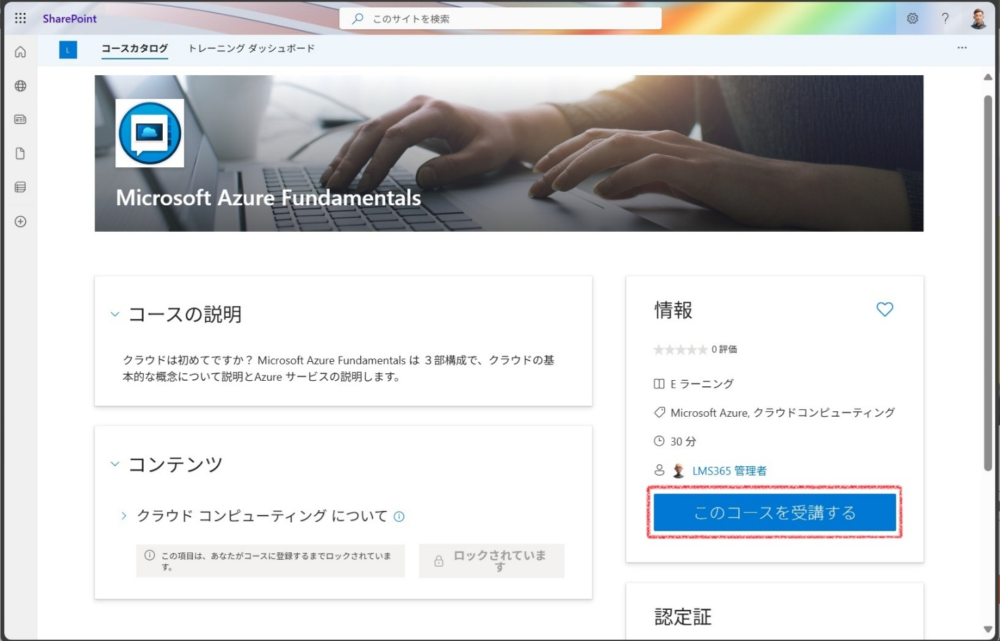 SharePoint
このサイトを検索
L
コースカタログ
トレーニング ダッシュボード
Microsoft Azure Fundamentals
コースの説明
クラウドは初めてですか？ Microsoft Azure Fundamentals は ３部構成で、クラウドの基
本的な概念について説明とAzure サービスの説明します。
コンテンツ
クラウド コンピューティング について
この項目は、あなたがコースに登録するまでロックされていま
す。
ロックされていま
す
情報
0 評価
E ラーニング
Microsoft Azure, クラウドコンピューティング
30 分
LMS365 管理者
このコースを受講する
認定証